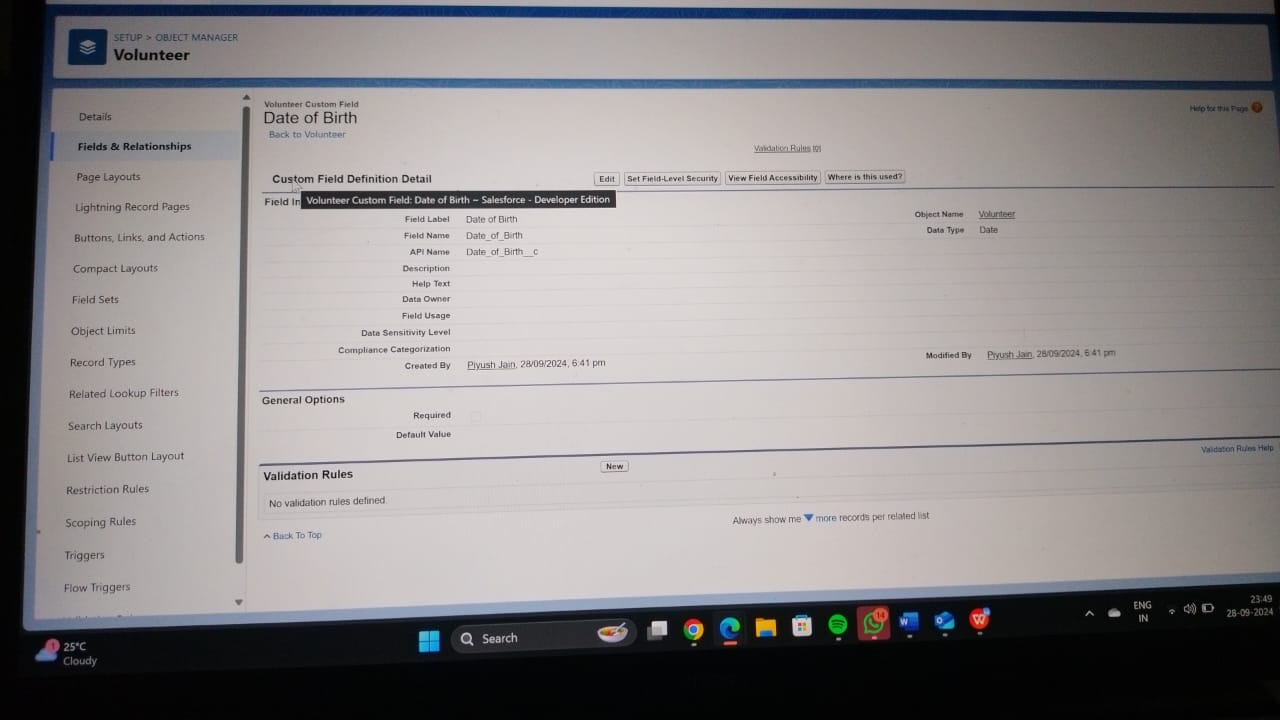 SETUP > OBJECT MANAGER
Volunteer
Details
Fields & Relationships
Page Layouts
Lightning Record Pages
Buttons, Links, and Actions
Compact Layouts
Field Sets
Object Limits
Record Types
Related Lookup Filters
Search Layouts
List View Button Layout
Restriction Rules
Scoping Rules
Triggers
Flow Triggers
Volunteer Custom Field
Date of Birth
Back to Volunteer
Help for this Page
Validation Rules [0]
Custom Field Definition Detail
Edit Set Field-Level Security View Field Accessibility Where is this used?
Field In
Volunteer Custom Field: Date of Birth ~ Salesforce - Developer Edition
Field Label Date of Birth Object Name Volunteer
Field Name Date_of_Birth Data Type Date
API Name Date_of_Birth__c
Description
Help Text
Data Owner
Field Usage
Data Sensitivity Level
Compliance Categorization
Created By Piyush Jain, 28/09/2024, 6:41 pm Modified By Piyush Jain, 28/09/2024, 6:41 pm
General Options
Required
Default Value
Validation Rules New Validation Rules Help
No validation rules defined.
Back To Top
Always show me more records per related list
1
25°C
Cloudy
Search
14
W
ENG
IN
23:49
28-09-2024